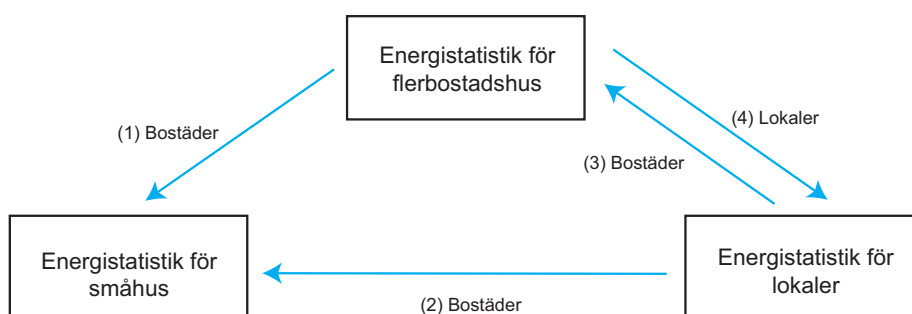 Energistatistik för
flerbostadshus
(1) Bostäder
(4) Lokaler
(3) Bostäder
Energistatistik för
småhus
(2) Bostäder
Energistatistik för
lokaler